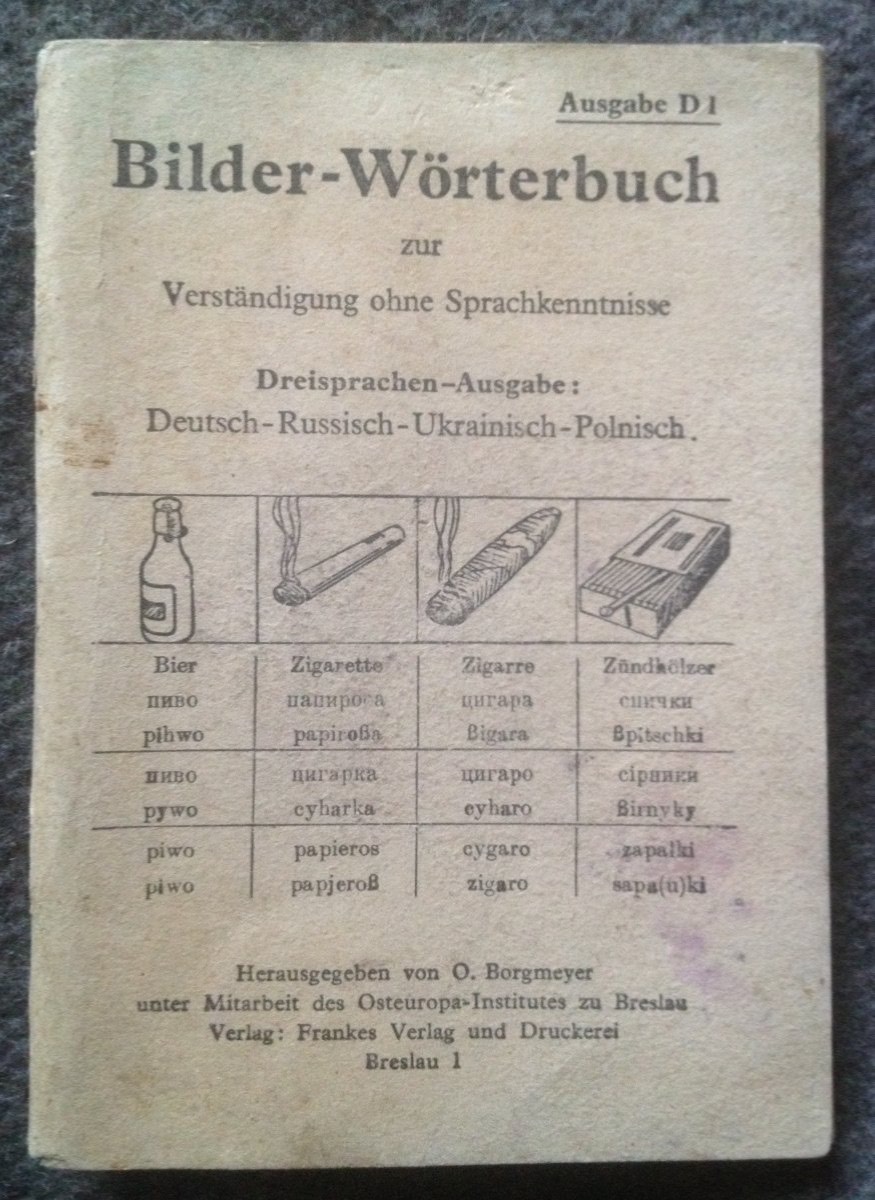 Ausgabe D 1
Bilder-Wörterbuch
zur
Verständigung ohne Sprachkenntnisse
Dreisprachen-Ausgabe:
Deutsch-Russisch-Ukrainisch-Polnisch.
Bier Zigarette Zigarre Zündhölzer
пиво папироса цигара спички
pihwo papiroßa ßigara ßpitschki
пиво цигарка цигаро сірники
pywo cyharka cyharo ßirnyky
piwo papieros cygaro zapałki
piwo papjeroß zigaro sapa(u)ki
Herausgegeben von O. Borgmeyer
unter Mitarbeit des Osteuropa-Institutes zu Breslau
Verlag: Frankes Verlag und Druckerei
Breslau 1